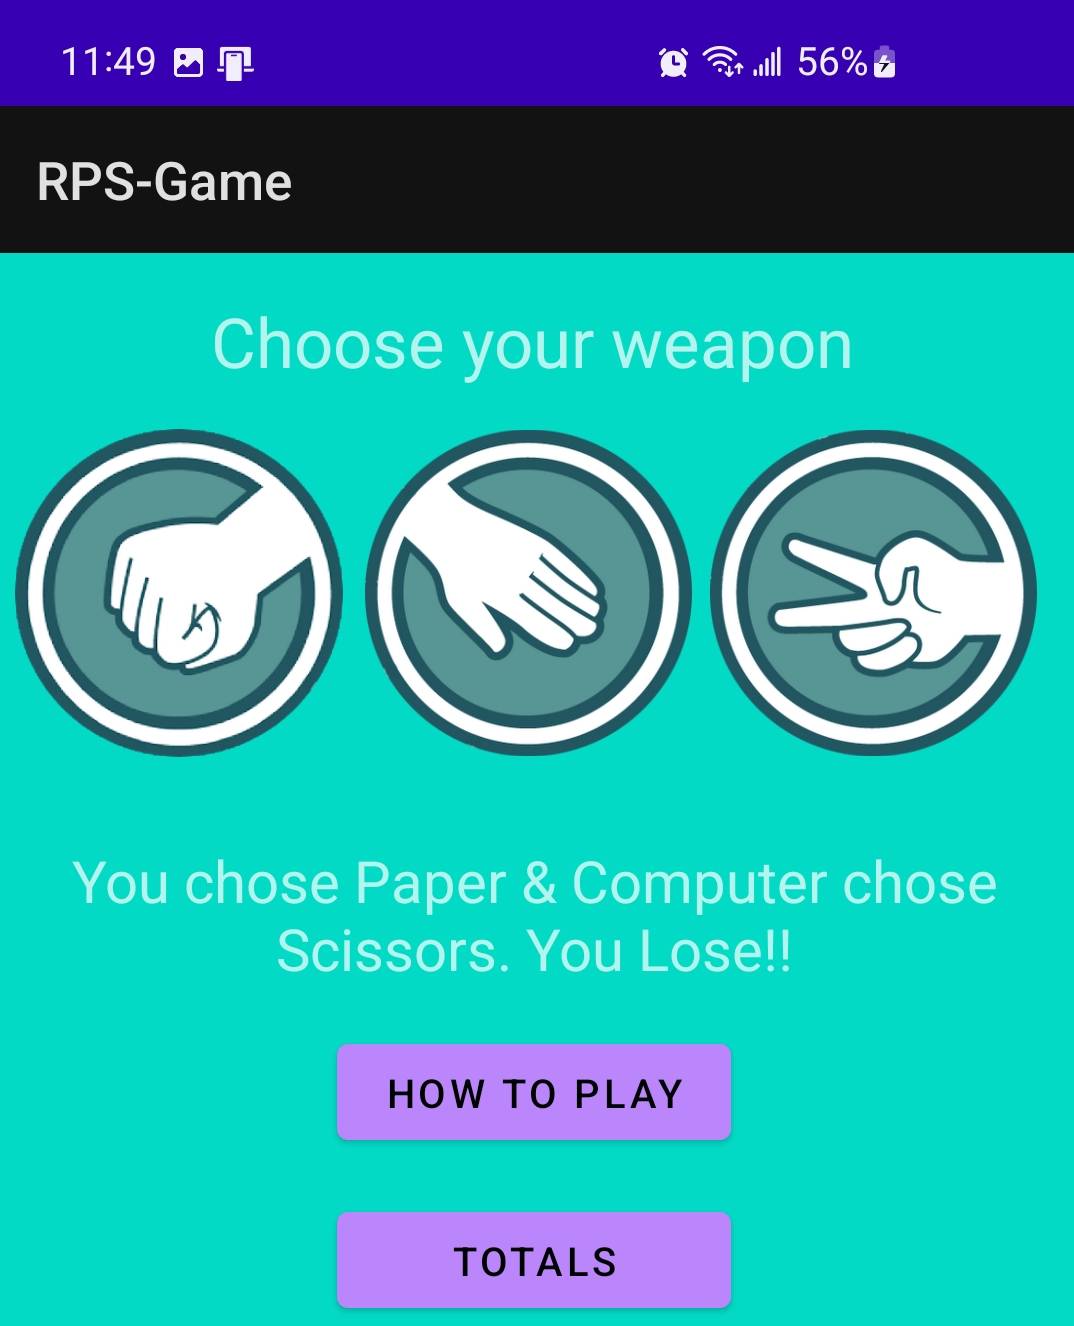 11:49 56%
RPS-Game
Choose your weapon
You chose Paper & Computer chose
Scissors. You Lose!!
HOW TO PLAY
TOTALS